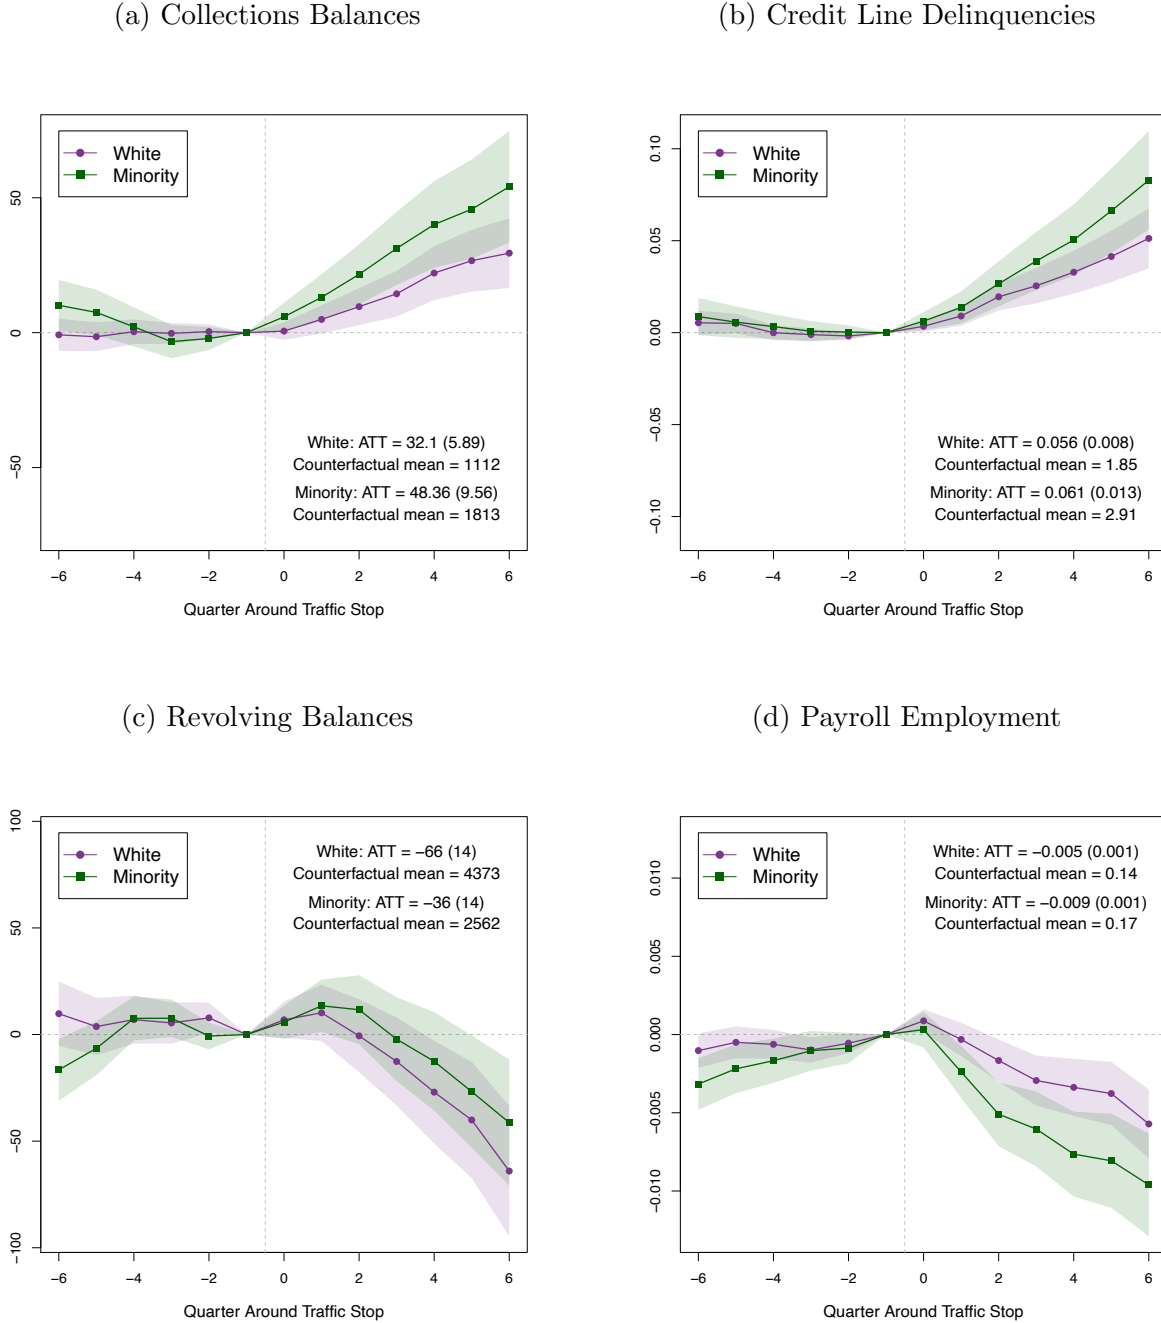 (a) Collections Balances
(b) Credit Line Delinquencies
White
Minority
50
0
−50
White: ATT = 32.1 (5.89)
Counterfactual mean = 1112
Minority: ATT = 48.36 (9.56)
Counterfactual mean = 1813
−6 −4 −2 0 2 4 6
Quarter Around Traffic Stop
White
Minority
0.10
0.05
0.00
−0.05
−0.10
White: ATT = 0.056 (0.008)
Counterfactual mean = 1.85
Minority: ATT = 0.061 (0.013)
Counterfactual mean = 2.91
−6 −4 −2 0 2 4 6
Quarter Around Traffic Stop
(c) Revolving Balances
(d) Payroll Employment
White
Minority
White: ATT = −66 (14)
Counterfactual mean = 4373
Minority: ATT = −36 (14)
Counterfactual mean = 2562
100
50
0
−50
−100
−6 −4 −2 0 2 4 6
Quarter Around Traffic Stop
White
Minority
White: ATT = −0.005 (0.001)
Counterfactual mean = 0.14
Minority: ATT = −0.009 (0.001)
Counterfactual mean = 0.17
0.010
0.005
0.000
−0.005
−0.010
−6 −4 −2 0 2 4 6
Quarter Around Traffic Stop